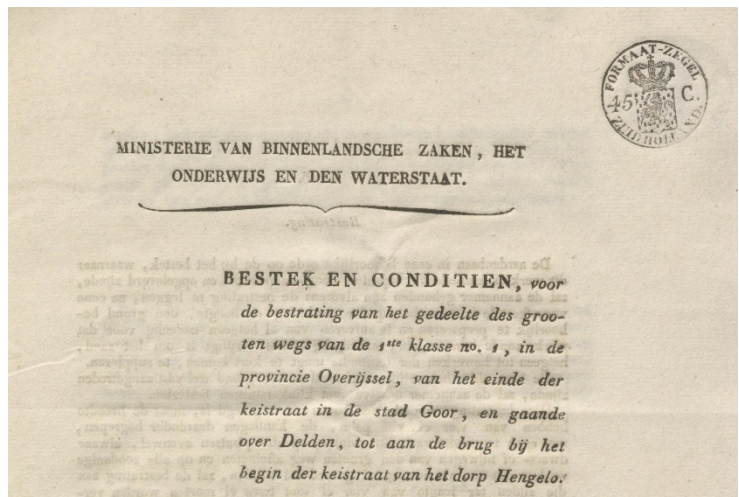 FORMAAT-ZEGEL
45 C.
ZUIDHOLLAND.
MINISTERIE VAN BINNENLANDSCHE ZAKEN, HET
ONDERWIJS EN DEN WATERSTAAT.
BESTEK EN CONDITIEN, voor
de bestrating van het gedeelte des groo-
ten wegs van de 1ste klasse no. 1, in de
provincie Overijssel, van het einde der
keistraat in de stad Goor, en gaande
over Delden, tot aan de brug bij het
begin der keistraat van het dorp Hengelo.